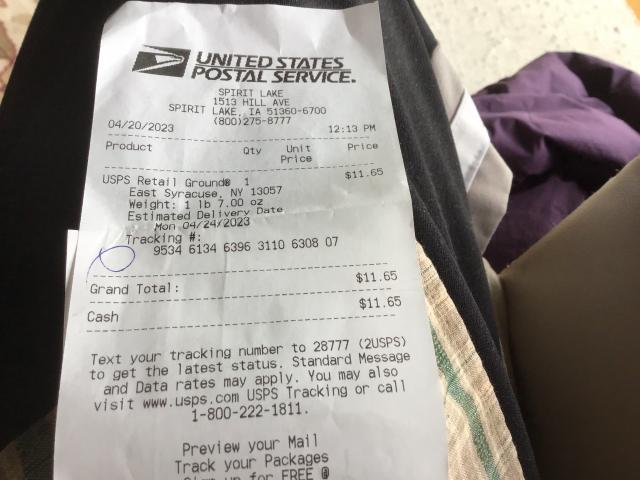 UNITED STATES
POSTAL SERVICE.
SPIRIT LAKE
1513 HILL AVE
SPIRIT LAKE, IA 51360-6700
(800)275-8777
04/20/2023 12:13 PM
Product Qty Unit Price
Price
USPS Retail Ground® 1 $11.65
East Syracuse, NY 13057
Weight: 1 lb 7.00 oz
Estimated Delivery Date
Mon 04/24/2023
Tracking #:
9534 6134 6396 3110 6308 07
Grand Total: $11.65
Cash $11.65
Text your tracking number to 28777 (2USPS)
to get the latest status. Standard Message
and Data rates may apply. You may also
visit www.usps.com USPS Tracking or call
1-800-222-1811.
Preview your Mail
Track your Packages
Sign up for FREE @